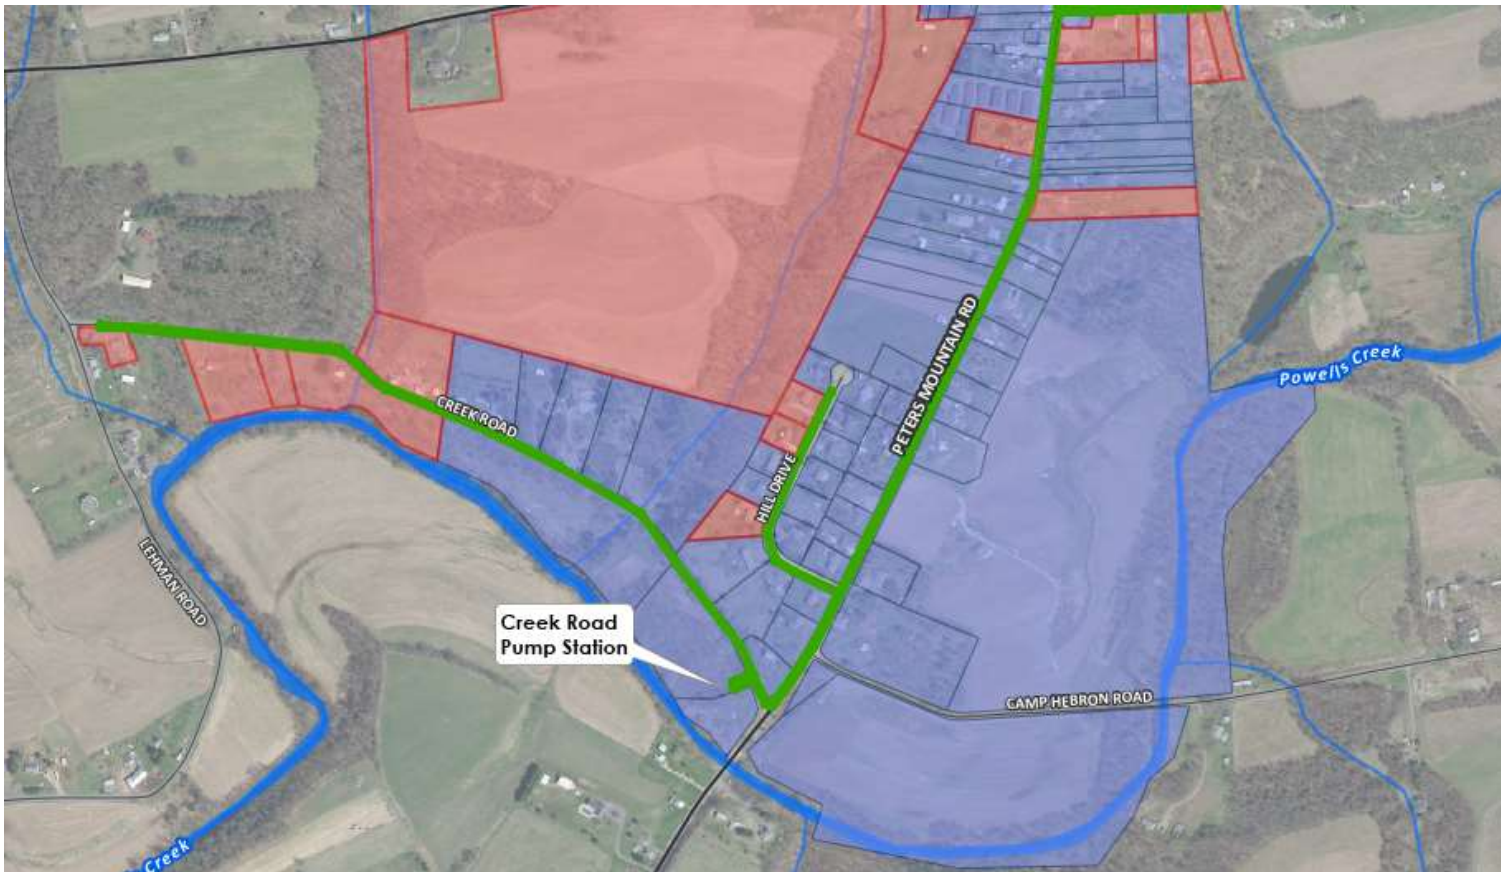 Powells Creek
PETERS MOUNTAIN RD
CREEK ROAD
HILL DRIVE
LEHMAN ROAD
Creek Road
Pump Station
CAMP HEBRON ROAD
Creek